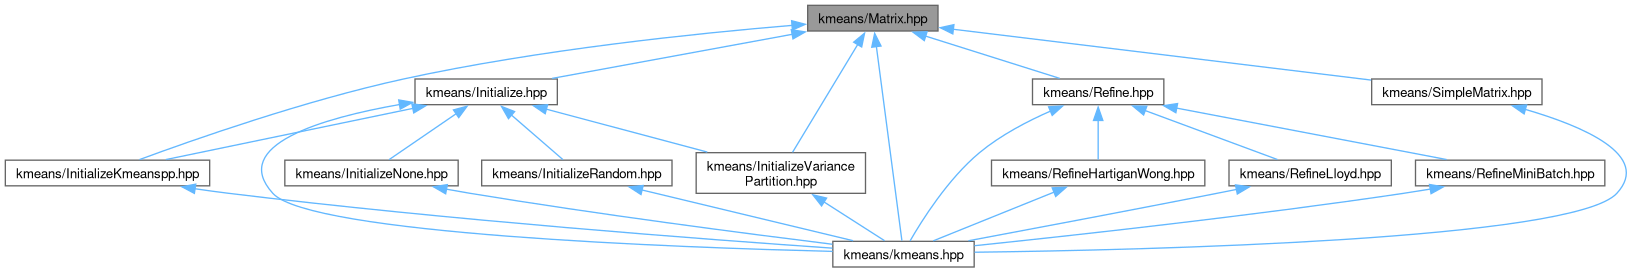 kmeans/Matrix.hpp
kmeans/Initialize.hpp
kmeans/Refine.hpp
kmeans/SimpleMatrix.hpp
kmeans/InitializeKmeanspp.hpp
kmeans/InitializeNone.hpp
kmeans/InitializeRandom.hpp
kmeans/InitializeVariance
Partition.hpp
kmeans/RefineHartiganWong.hpp
kmeans/RefineLloyd.hpp
kmeans/RefineMiniBatch.hpp
kmeans/kmeans.hpp